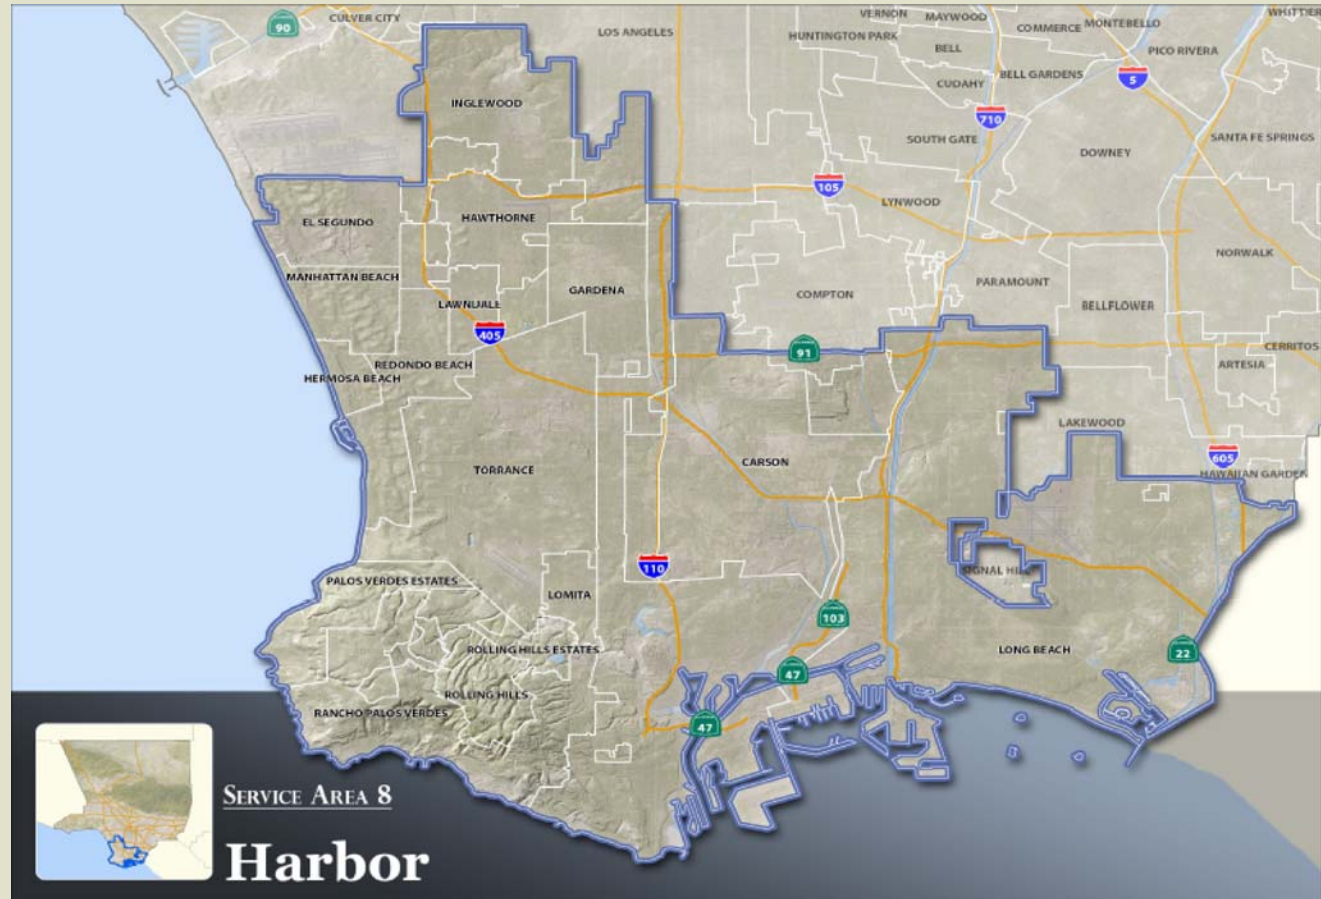 CULVER CITY
90
LOS ANGELES
VERNON
MAYWOOD
COMMERCE
MONTEBELLO
WHITTIER
HUNTINGTON PARK
BELL
PICO RIVERA
CUDAHY
BELL GARDENS
5
INGLEWOOD
710
SOUTH GATE
SANTA FE SPRINGS
DOWNEY
105
LYNWOOD
EL SEGUNDO
HAWTHORNE
NORWALK
MANHATTAN BEACH
GARDENA
COMPTON
PARAMOUNT
BELLFLOWER
LAWNDALE
405
91
CERRITOS
REDONDO BEACH
ARTESIA
HERMOSA BEACH
LAKEWOOD
TORRANCE
CARSON
605
HAWAIIAN GARDEN
110
SIGNAL HILL
PALOS VERDES ESTATES
LOMITA
103
ROLLING HILLS ESTATES
LONG BEACH
22
47
ROLLING HILLS
RANCHO PALOS VERDES
47
SERVICE AREA 8
Harbor